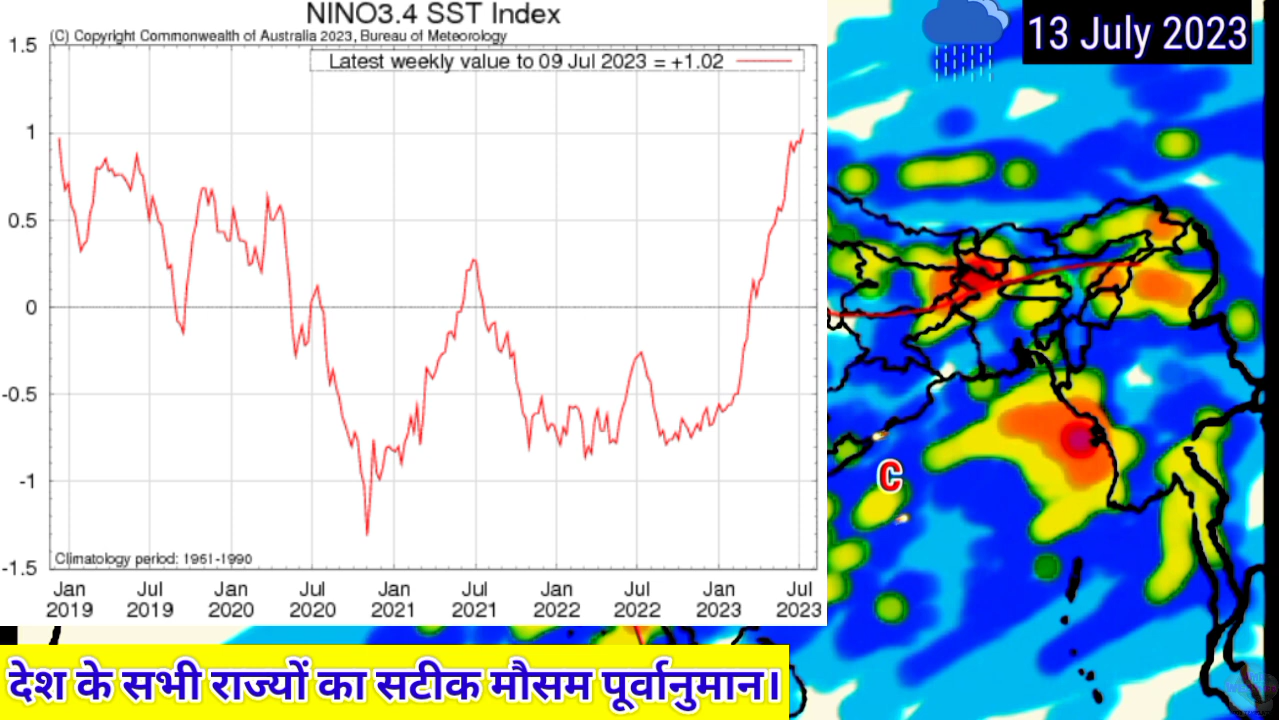 NINO3.4 SST Index
(C) Copyright Commonwealth of Australia 2023, Bureau of Meteorology
Latest weekly value to 09 Jul 2023 = +1.02
13 July 2023
1.5
1
0.5
0
-0.5
-1
-1.5
C
Climatology period: 1961-1990
Jan Jul Jan Jul Jan Jul Jan Jul Jan Jul
2019 2019 2020 2020 2021 2021 2022 2022 2023 2023
देश के सभी राज्यों का सटीक मौसम पूर्वानुमान।